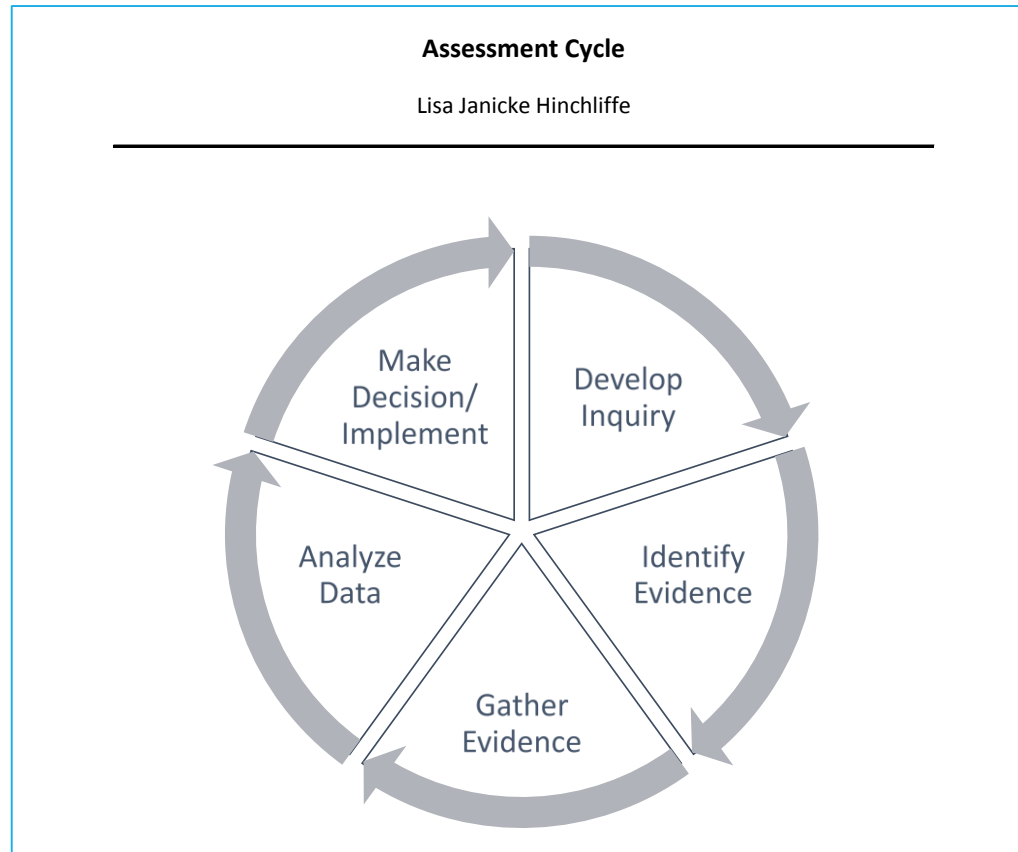 Assessment Cycle
Lisa Janicke Hinchliffe
Develop
Inquiry
Identify
Evidence
Gather
Evidence
Analyze
Data
Make
Decision/
Implement